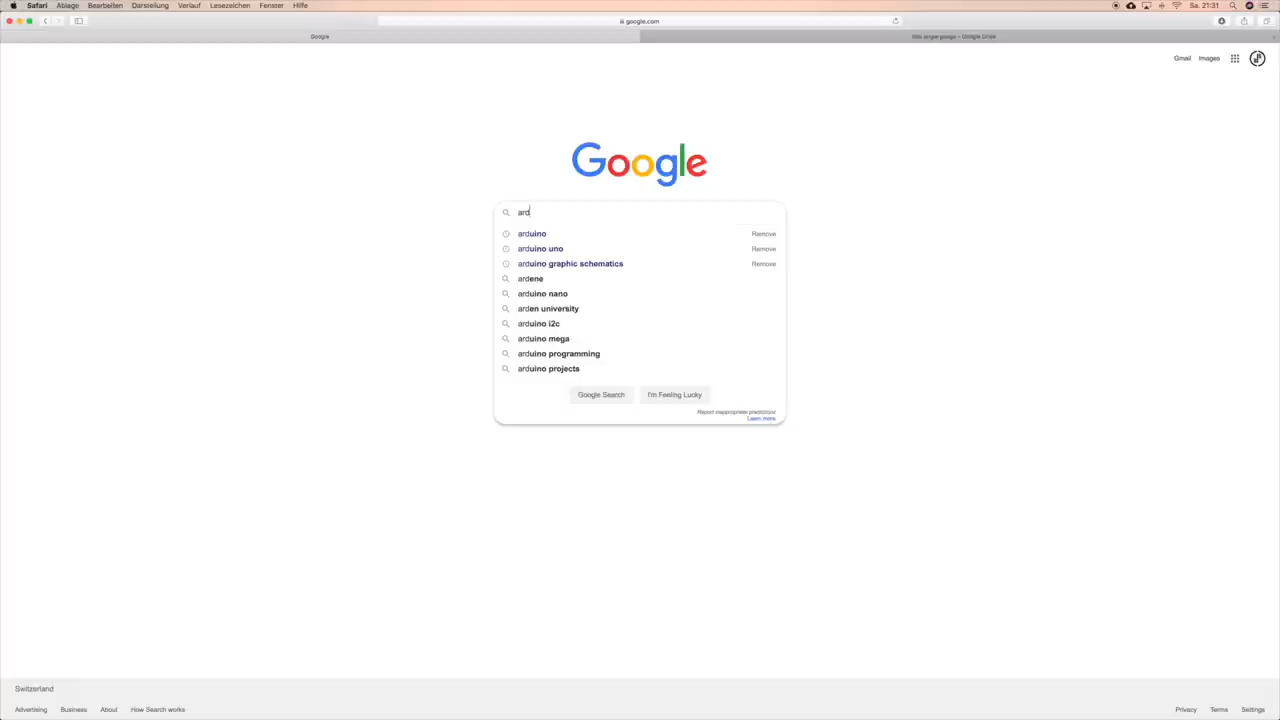 Safari Ablage Bearbeiten Darstellung Verlauf Lesezeichen Fenster Hilfe Sa. 21:31
google.com
Google
– Google Drive
Gmail Images
Google
ard
arduino Remove
arduino uno Remove
arduino graphic schematics Remove
ardene
arduino nano
arden university
arduino i2c
arduino mega
arduino programming
arduino projects
Google Search I'm Feeling Lucky
Report inappropriate predictions
Learn more
Switzerland
Advertising Business About How Search works Privacy Terms Settings